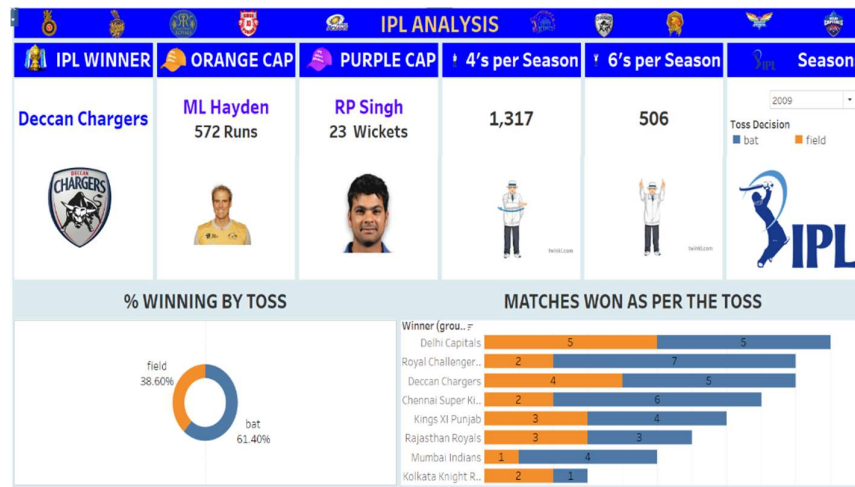 IPL ANALYSIS
IPL WINNER
ORANGE CAP
PURPLE CAP
4's per Season
6's per Season
IPL
Season
Deccan Chargers
ML Hayden
572 Runs
RP Singh
23 Wickets
1,317
506
2009
Toss Decision
bat
field
DECCAN
CHARGERS
twinkl.com
twinkl.com
IPL
% WINNING BY TOSS
MATCHES WON AS PER THE TOSS
field
38.60%
bat
61.40%
Winner (grou..
Delhi Capitals 5 5
Royal Challenger.. 2 7
Deccan Chargers 4 5
Chennai Super Ki.. 2 6
Kings XI Punjab 3 4
Rajasthan Royals 3 3
Mumbai Indians 1 4
Kolkata Knight R.. 2 1